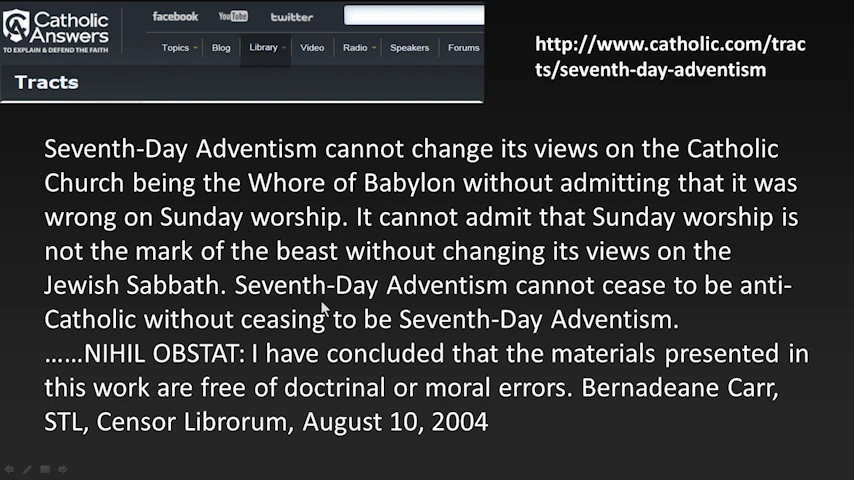 Catholic
Answers
TO EXPLAIN & DEFEND THE FAITH
facebook YouTube twitter
Topics Blog Library Video Radio Speakers Forums
Tracts
http://www.catholic.com/trac
ts/seventh-day-adventism
Seventh-Day Adventism cannot change its views on the Catholic
Church being the Whore of Babylon without admitting that it was
wrong on Sunday worship. It cannot admit that Sunday worship is
not the mark of the beast without changing its views on the
Jewish Sabbath. Seventh-Day Adventism cannot cease to be anti-
Catholic without ceasing to be Seventh-Day Adventism.
......NIHIL OBSTAT: I have concluded that the materials presented in
this work are free of doctrinal or moral errors. Bernadeane Carr,
STL, Censor Librorum, August 10, 2004